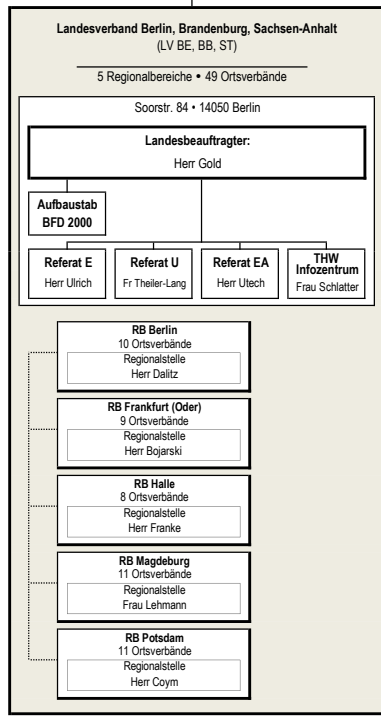 Landesverband Berlin, Brandenburg, Sachsen-Anhalt
(LV BE, BB, ST)
5 Regionalbereiche • 49 Ortsverbände
Soorstr. 84 • 14050 Berlin
Landesbeauftragter:
Herr Gold
Aufbaustab
BFD 2000
Referat E
Herr Ulrich
Referat U
Fr Theiler-Lang
Referat EA
Herr Utech
THW
Infozentrum
Frau Schlatter
RB Berlin
10 Ortsverbände
Regionalstelle
Herr Dalitz
RB Frankfurt (Oder)
9 Ortsverbände
Regionalstelle
Herr Bojarski
RB Halle
8 Ortsverbände
Regionalstelle
Herr Franke
RB Magdeburg
11 Ortsverbände
Regionalstelle
Frau Lehmann
RB Potsdam
11 Ortsverbände
Regionalstelle
Herr Coym